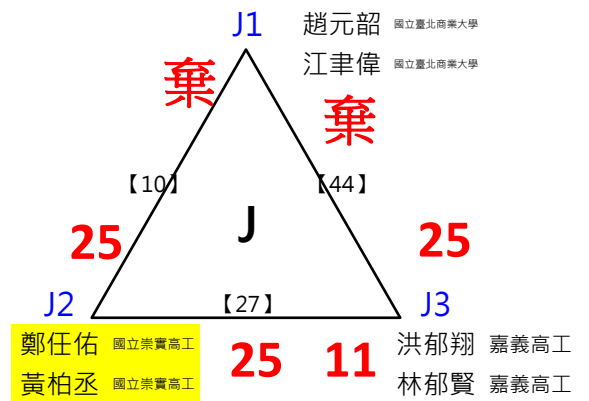 J1 趙元韶 國立臺北商業大學
江聿偉 國立臺北商業大學
棄 棄
【10】 【44】
J
25 25
J2 【27】 J3
鄭任佑 國立崇實高工 25 11 洪郁翔 嘉義高工
黃柏丞 國立崇實高工 林郁賢 嘉義高工